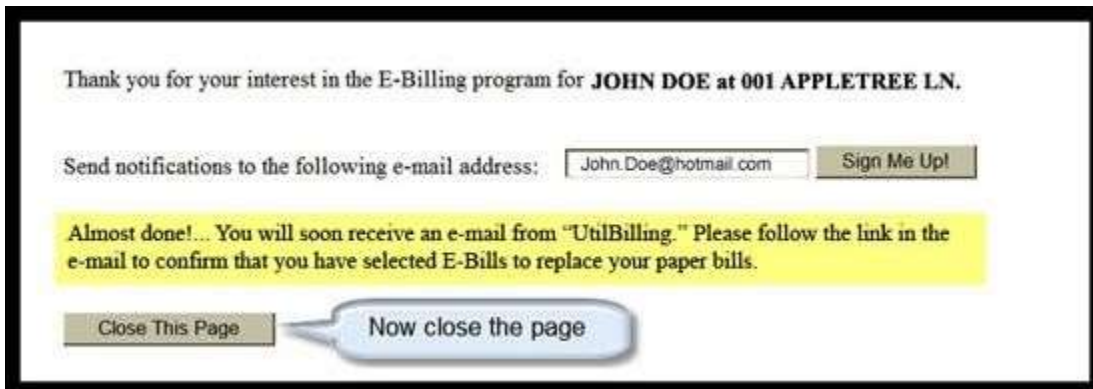 Thank you for your interest in the E-Billing program for JOHN DOE at 001 APPLETREE LN.
Send notifications to the following e-mail address: John.Doe@hotmail.com Sign Me Up!
Almost done!... You will soon receive an e-mail from “UtilBilling.” Please follow the link in the
e-mail to confirm that you have selected E-Bills to replace your paper bills.
Close This Page Now close the page